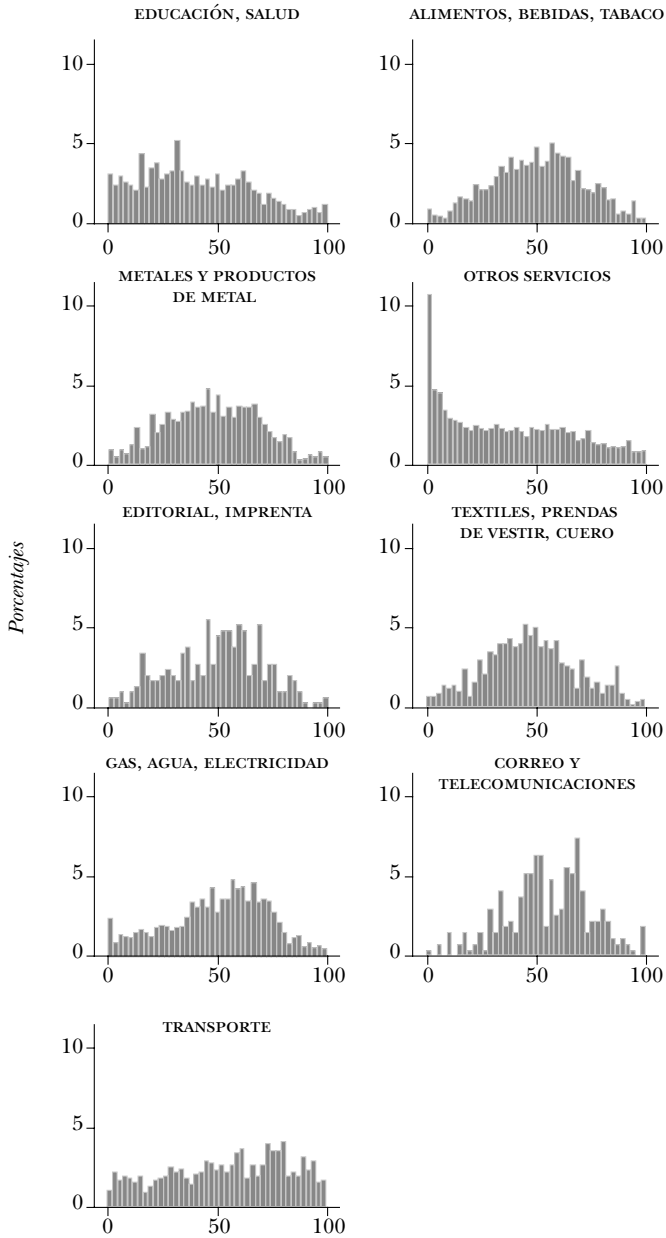 EDUCACIÓN, SALUD
10
5
0
0 50 100
ALIMENTOS, BEBIDAS, TABACO
10
5
0
0 50 100
METALES Y PRODUCTOS
DE METAL
10
5
0
0 50 100
OTROS SERVICIOS
10
5
0
0 50 100
Porcentajes
EDITORIAL, IMPRENTA
10
5
0
0 50 100
TEXTILES, PRENDAS
DE VESTIR, CUERO
10
5
0
0 50 100
GAS, AGUA, ELECTRICIDAD
10
5
0
0 50 100
CORREO Y
TELECOMUNICACIONES
10
5
0
0 50 100
TRANSPORTE
10
5
0
0 50 100